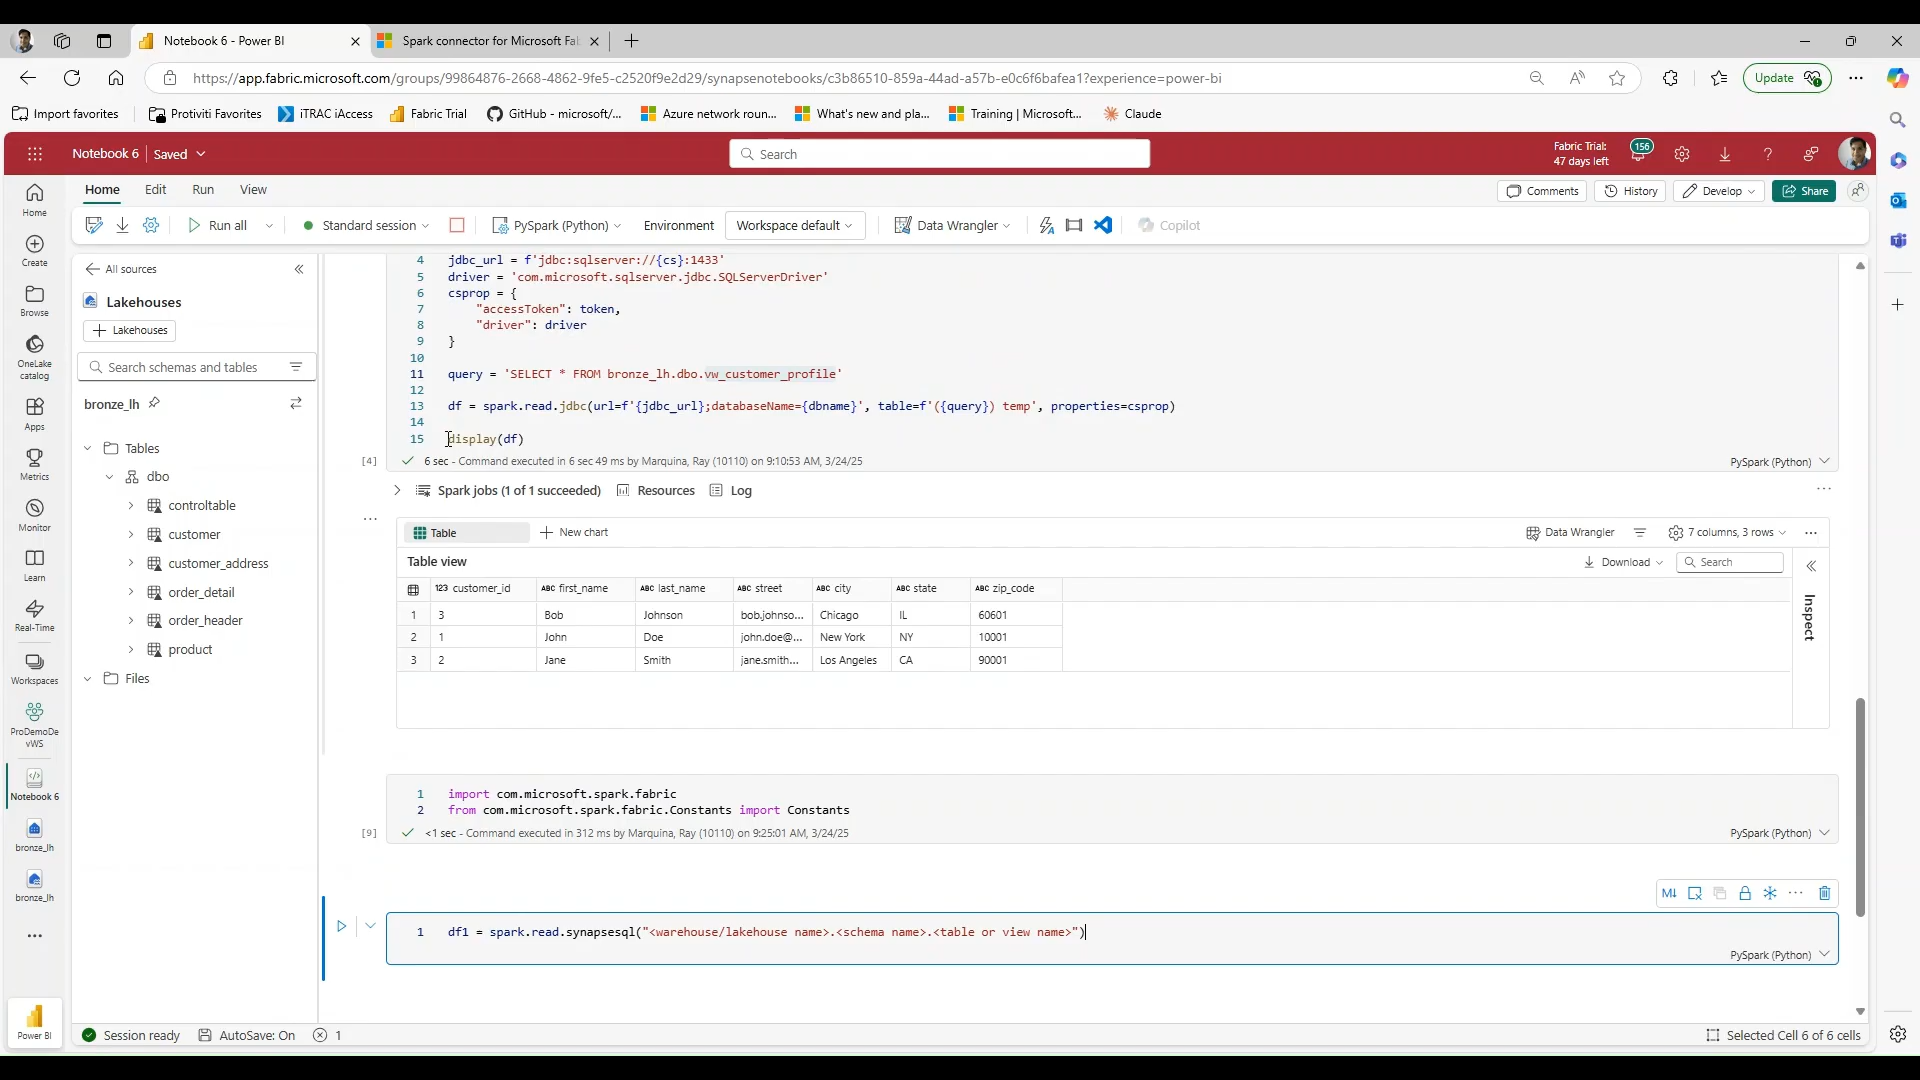 Notebook 6 - Power BI
Spark connector for Microsoft Fa
https://app.fabric.microsoft.com/groups/99864876-2668-4862-9fe5-c2520f9e2d29/synapsenotebooks/c3b86510-859a-44ad-a57b-e0c6f6bafea1?experience=power-bi
Update
Import favorites
Protiviti Favorites
iTRAC iAccess
Fabric Trial
GitHub - microsoft/...
Azure network roun...
What's new and pla...
Training | Microsoft...
Claude
Notebook 6 | Saved
Search
Fabric Trial:
47 days left
156
Home
Edit
Run
View
Comments
History
Develop
Share
Run all
Standard session
PySpark (Python)
Environment
Workspace default
Data Wrangler
Copilot
Home
Create
Browse
OneLake
catalog
Apps
Metrics
Monitor
Learn
Real-Time
Workspaces
ProDemoDe
vWS
Notebook 6
bronze_lh
bronze_lh
Power BI
All sources
Lakehouses
Lakehouses
Search schemas and tables
bronze_lh
Tables
dbo
controltable
customer
customer_address
order_detail
order_header
product
Files
4 jdbc_url = f'jdbc:sqlserver://{cs}:1433'
5 driver = 'com.microsoft.sqlserver.jdbc.SQLServerDriver'
6 csprop = {
7 "accessToken": token,
8 "driver": driver
9 }
10
11 query = 'SELECT * FROM bronze_lh.dbo.vw_customer_profile'
12
13 df = spark.read.jdbc(url=f'{jdbc_url};databaseName={dbname}', table=f'({query}) temp', properties=csprop)
14
15 display(df)
[4] 6 sec - Command executed in 6 sec 49 ms by Marquina, Ray (10110) on 9:10:53 AM, 3/24/25 PySpark (Python)
Spark jobs (1 of 1 succeeded) Resources Log
Table
New chart
Data Wrangler
7 columns, 3 rows
Table view
Download
Search
Inspect
123 customer_id ABC first_name ABC last_name ABC street ABC city ABC state ABC zip_code
1 3 Bob Johnson bob.johnso... Chicago IL 60601
2 1 John Doe john.doe@... New York NY 10001
3 2 Jane Smith jane.smith... Los Angeles CA 90001
1 import com.microsoft.spark.fabric
2 from com.microsoft.spark.fabric.Constants import Constants
[9] <1 sec - Command executed in 312 ms by Marquina, Ray (10110) on 9:25:01 AM, 3/24/25 PySpark (Python)
M↓
1 df1 = spark.read.synapsesql("<warehouse/lakehouse name>.<schema name>.<table or view name>")
PySpark (Python)
Session ready
AutoSave: On
1
Selected Cell 6 of 6 cells